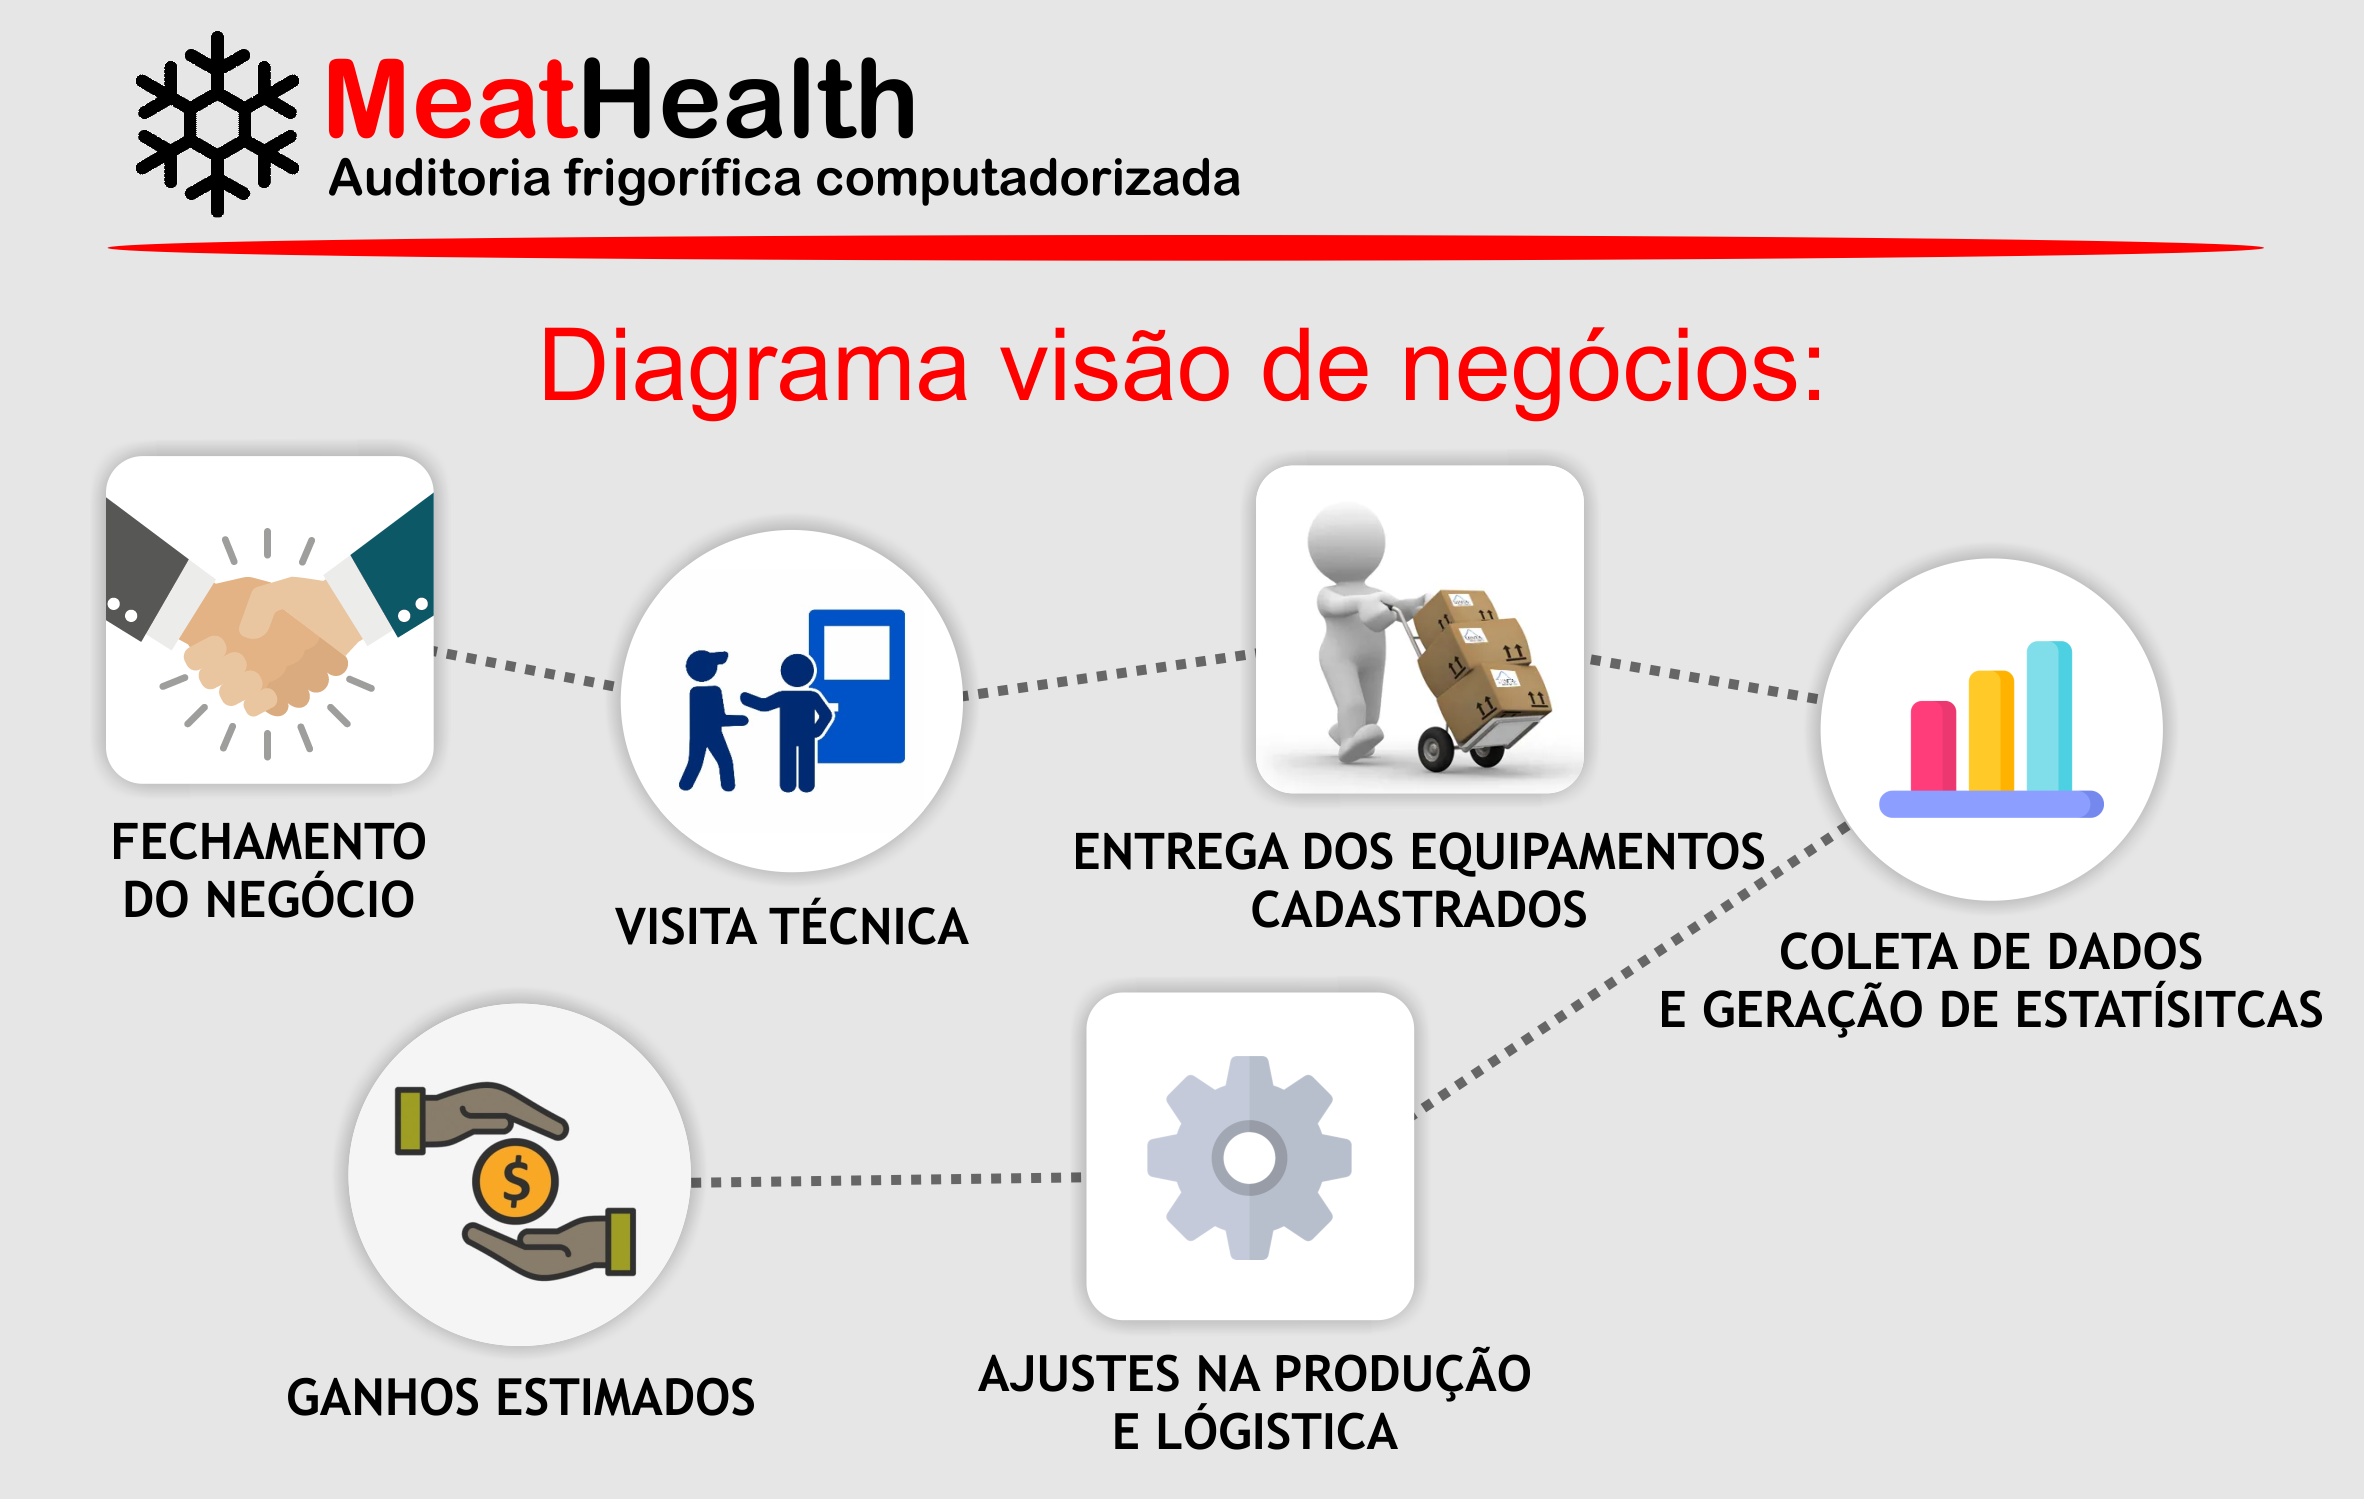 MeatHealth
Auditoria frigorífica computadorizada
Diagrama visão de negócios:
FECHAMENTO
DO NEGÓCIO
VISITA TÉCNICA
ENTREGA DOS EQUIPAMENTOS
CADASTRADOS
COLETA DE DADOS
E GERAÇÃO DE ESTATÍSITCAS
$
GANHOS ESTIMADOS
AJUSTES NA PRODUÇÃO
E LÓGISTICA